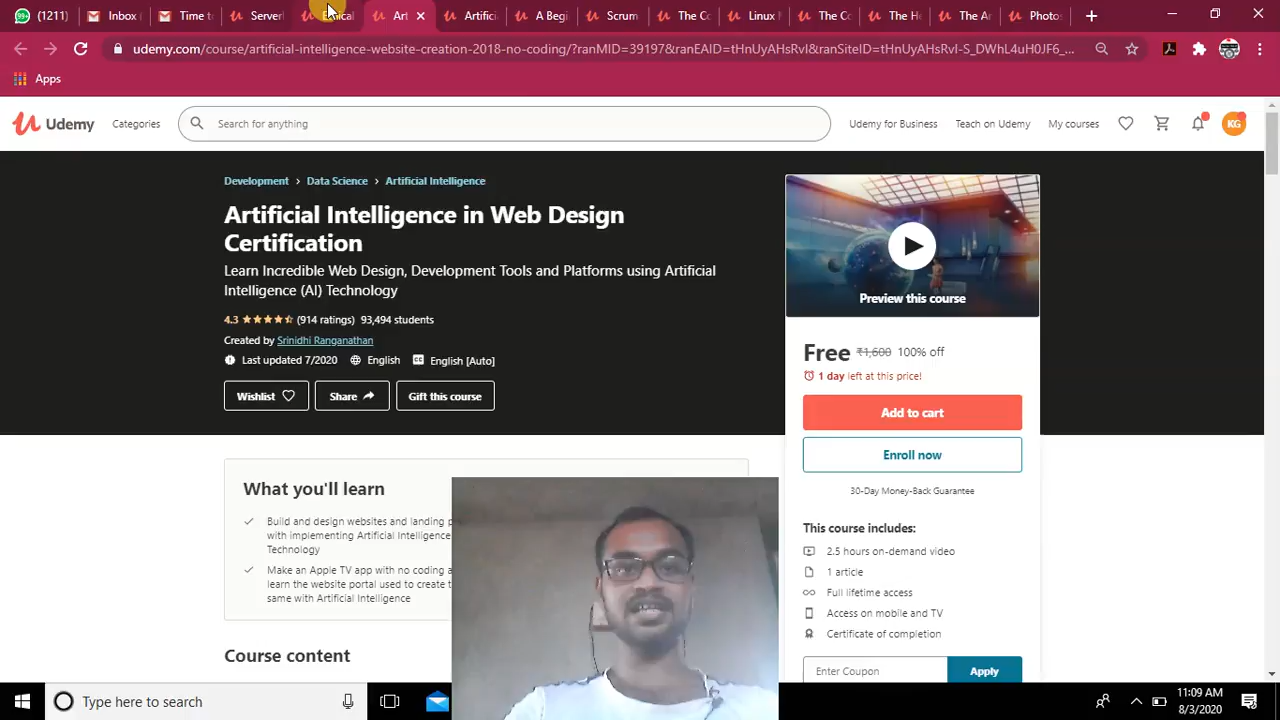 (1211)
Inbox (
Time to
Server
Ethical
Art
Artificia
A Begi
Scrum
The Co
Linux
The Co
The He
The Ar
Photos
udemy.com/course/artificial-intelligence-website-creation-2018-no-coding/?ranMID=39197&ranEAID=tHnUyAHsRvI&ranSiteID=tHnUyAHsRvI-S_DWhL4uH0JF6_...
Apps
Udemy
Categories
Search for anything
Udemy for Business
Teach on Udemy
My courses
KG
Development > Data Science > Artificial Intelligence
Artificial Intelligence in Web Design
Certification
Learn Incredible Web Design, Development Tools and Platforms using Artificial
Intelligence (AI) Technology
4.3 (914 ratings) 93,494 students
Created by Srinidhi Ranganathan
Last updated 7/2020 English English [Auto]
Wishlist
Share
Gift this course
Preview this course
Free ₹1,600 100% off
1 day left at this price!
Add to cart
Enroll now
30-Day Money-Back Guarantee
This course includes:
2.5 hours on-demand video
1 article
Full lifetime access
Access on mobile and TV
Certificate of completion
Enter Coupon
Apply
What you'll learn
Build and design websites and landing p
with implementing Artificial Intelligence
Technology
Make an Apple TV app with no coding a
learn the website portal used to create t
same with Artificial Intelligence
Course content
Type here to search
11:09 AM
8/3/2020